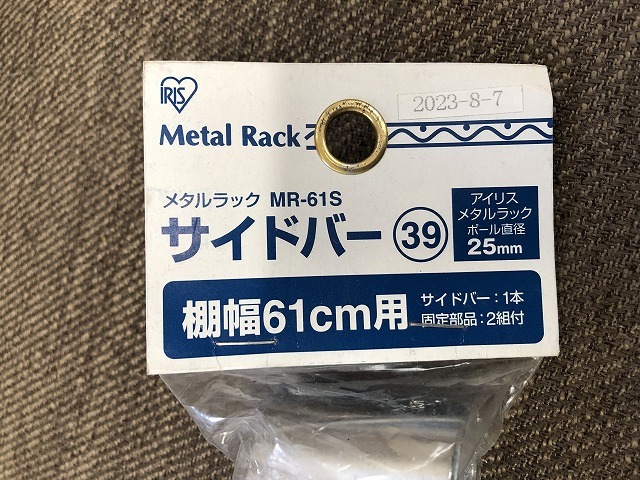 IRIS
2023-8-7
Metal Rack
メタルラック MR-61S
サイドバー 39
アイリス
メタルラック
ポール直径
25mm
棚幅61cm用
サイドバー：1本
固定部品：2組付